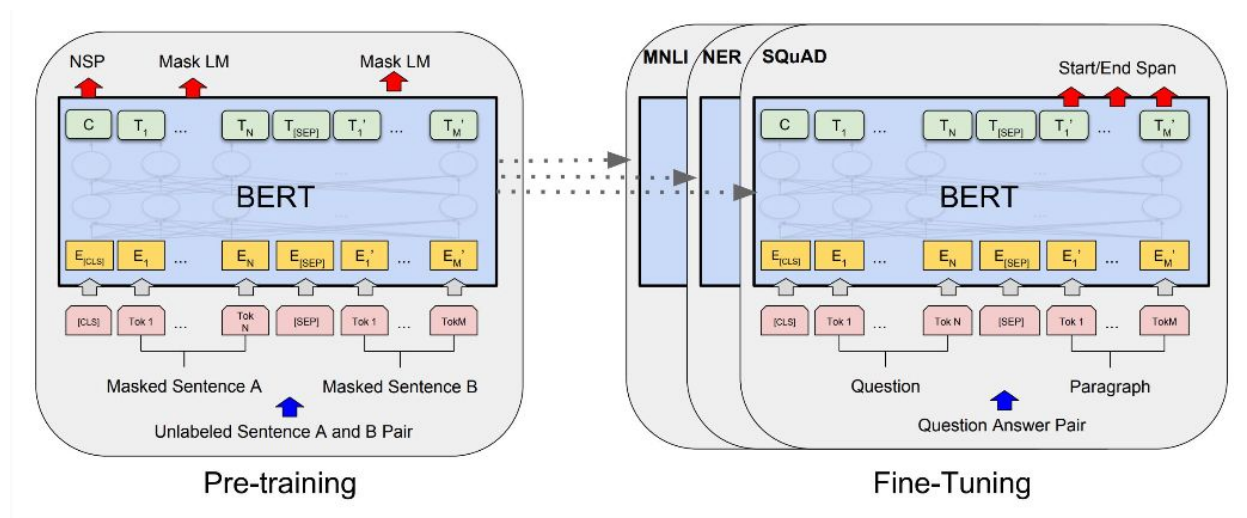 NSP Mask LM Mask LM
C T1 ... TN T[SEP] T1' ... TM'
BERT
E[CLS] E1 ... EN E[SEP] E1' ... EM'
[CLS] Tok 1 ... Tok N [SEP] Tok 1 ... TokM
Masked Sentence A Masked Sentence B
Unlabeled Sentence A and B Pair
Pre-training
MNLI NER SQuAD
Start/End Span
C T1 ... TN T[SEP] T1' ... TM'
BERT
E[CLS] E1 ... EN E[SEP] E1' ... EM'
[CLS] Tok 1 ... Tok N [SEP] Tok 1 ... TokM
Question Paragraph
Question Answer Pair
Fine-Tuning